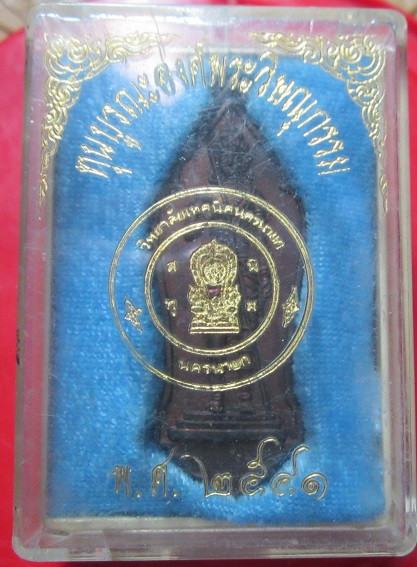 ทุนบูรณะองค์พระวิษณุกรรม
วิทยาลัยเทคนิคนครนายก
นครนายก
พ.ศ. ๒๕๔๑